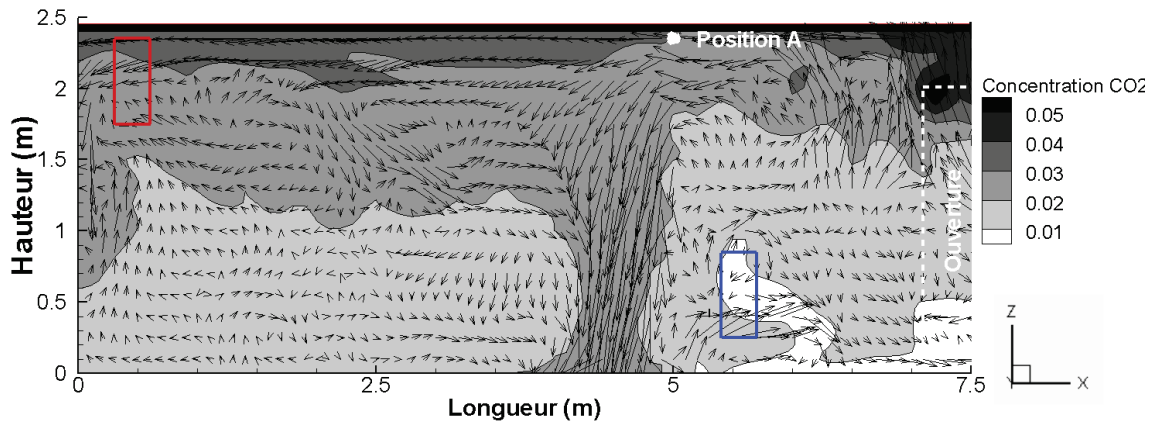 2.5
Position A
2
Concentration CO2
0.05
0.04
0.03
0.02
0.01
Hauteur (m)
1.5
1
Ouverture
0.5
0
0
2.5
5
7.5
Longueur (m)
Z
Y
X